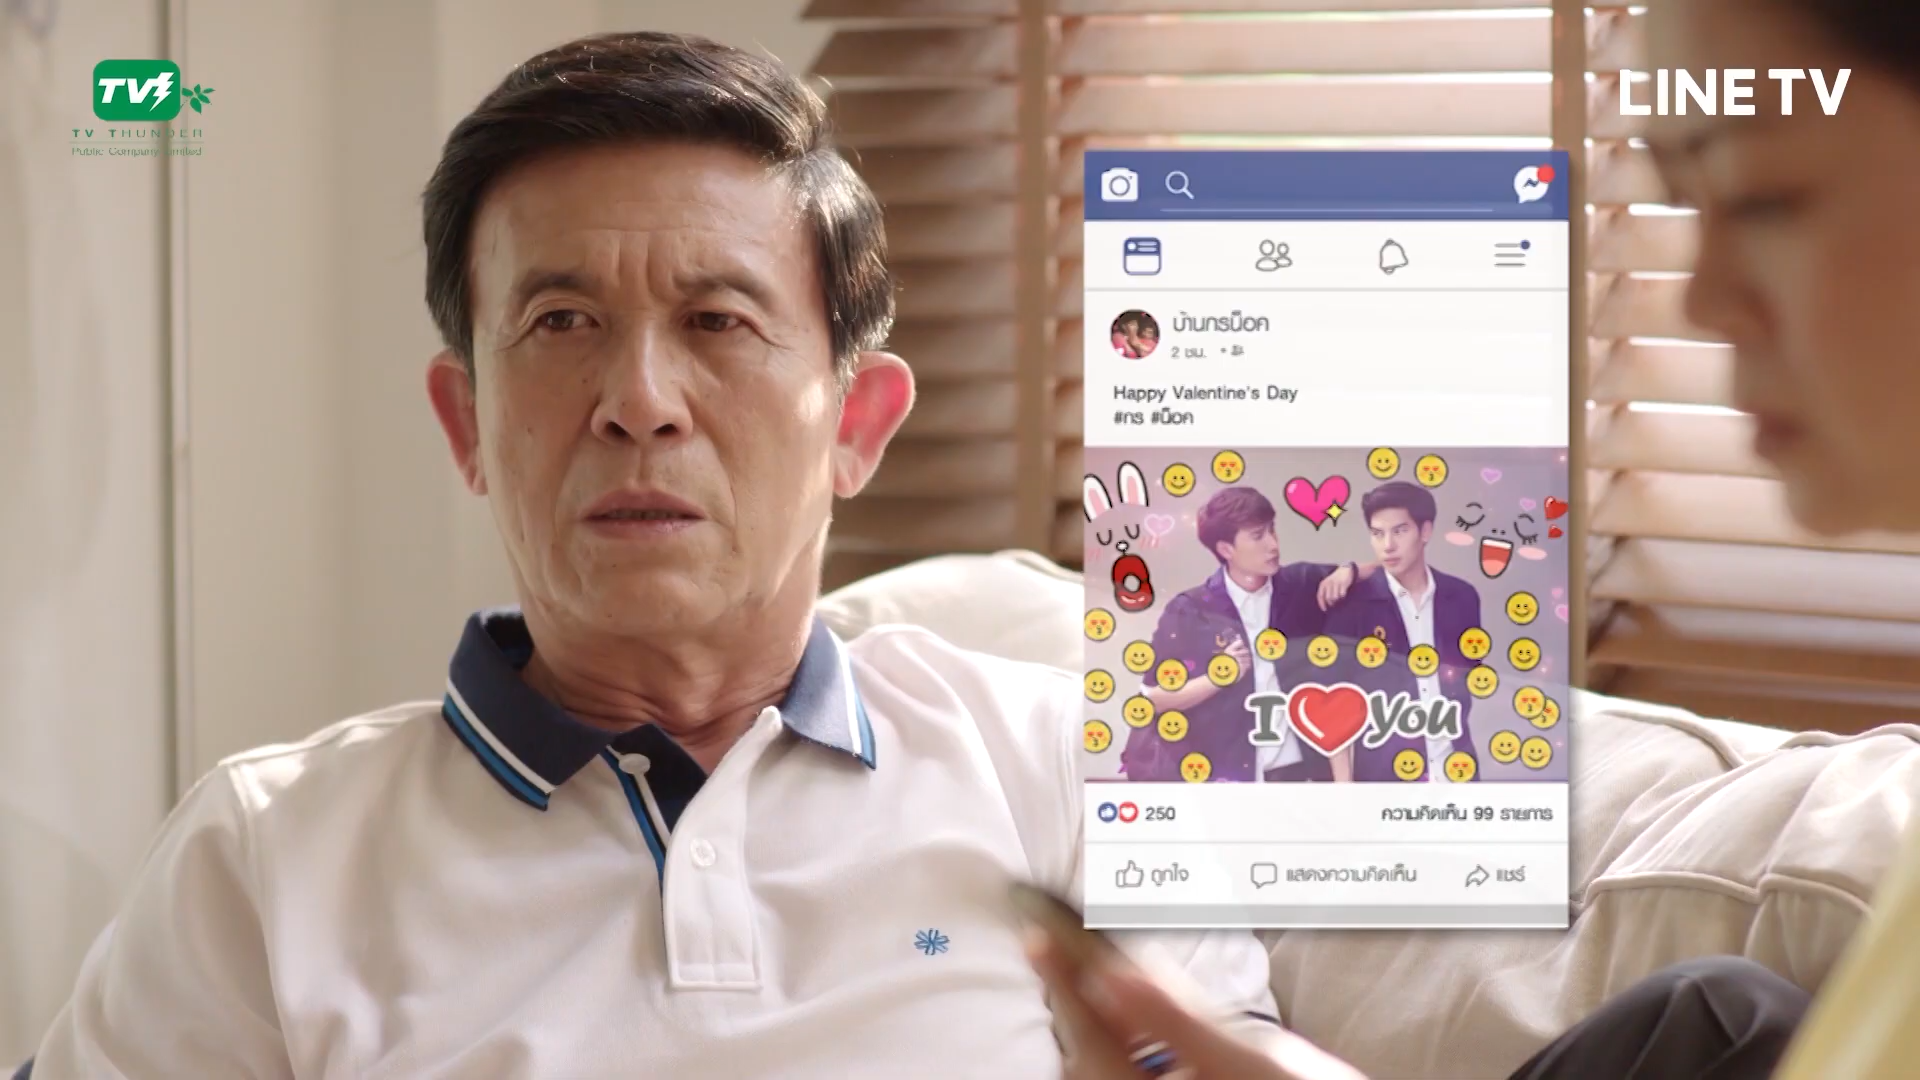 TV
TV THUNDER
Public Company Limited
LINE TV
บ้านกรน็อค
2 ชม.
Happy Valentine's Day
#กร #น็อค
I You
250
ความคิดเห็น 99 รายการ
ถูกใจ
แสดงความคิดเห็น
แชร์